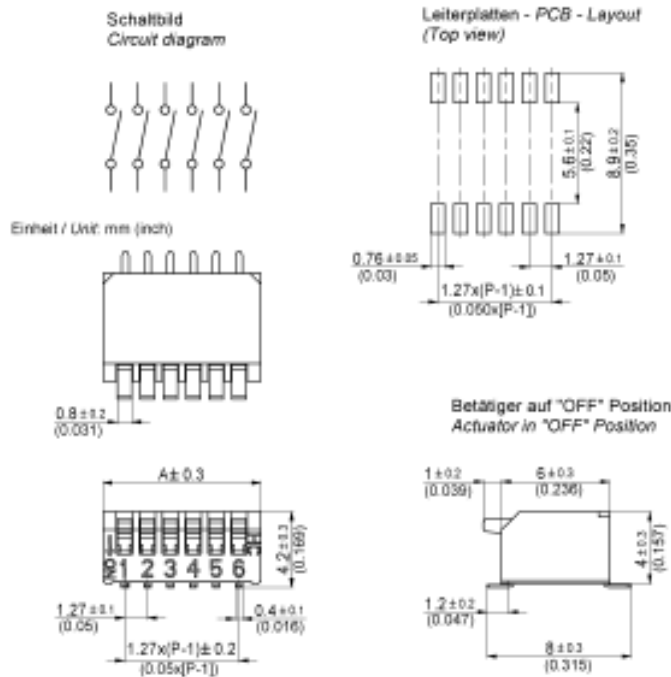 Schaltbild
Circuit diagram
Leiterplatten - PCB - Layout
(Top view)
5.6 ± 0.1
(0.22)
8.9 ± 0.2
(0.35)
Einheit / Unit: mm (inch)
0.76 ± 0.05
(0.03)
1.27 ± 0.1
(0.05)
1.27x(P-1) ± 0.1
(0.050x[P-1])
0.8 ± 0.2
(0.031)
Betätiger auf "OFF" Position
Actuator in "OFF" Position
A ± 0.3
1 ± 0.2
(0.039)
6 ± 0.3
(0.236)
4.2 ± 0.3
(0.169)
4 ± 0.3
(0.157)
1 2 3 4 5 6
1.27 ± 0.1
(0.05)
0.4 ± 0.1
(0.016)
1.27x(P-1) ± 0.2
(0.05x[P-1])
1.2 ± 0.2
(0.047)
8 ± 0.3
(0.315)